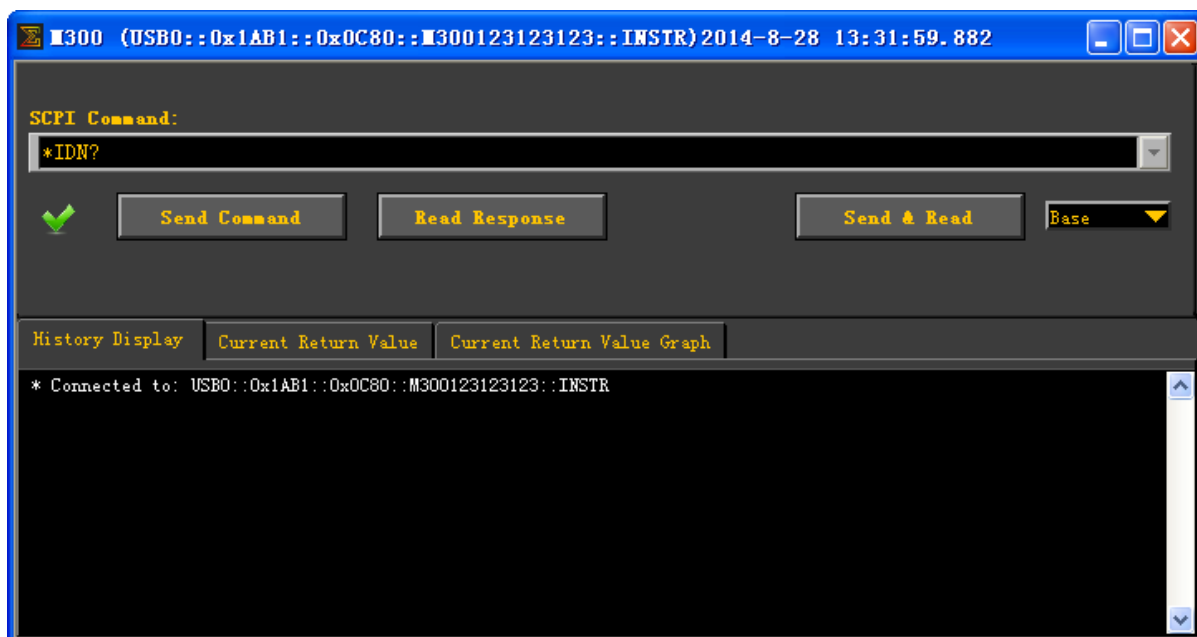 M300 (USB0::0x1AB1::0x0C80::M300123123123::INSTR)2014-8-28 13:31:59.882
SCPI Command:
*IDN?
Send Command
Read Response
Send & Read
Base
History Display
Current Return Value
Current Return Value Graph
* Connected to: USB0::0x1AB1::0x0C80::M300123123123::INSTR